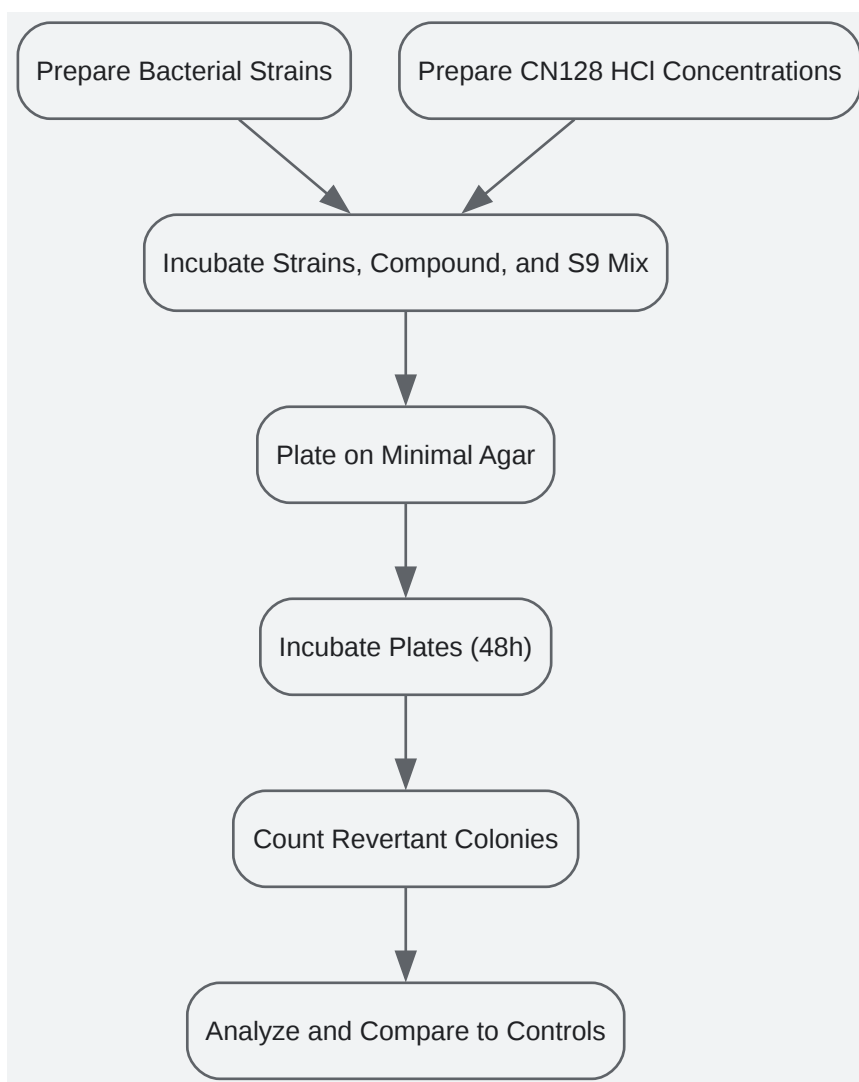 Prepare Bacterial Strains
Prepare CN128 HCl Concentrations
Incubate Strains, Compound, and S9 Mix
Plate on Minimal Agar
Incubate Plates (48h)
Count Revertant Colonies
Analyze and Compare to Controls